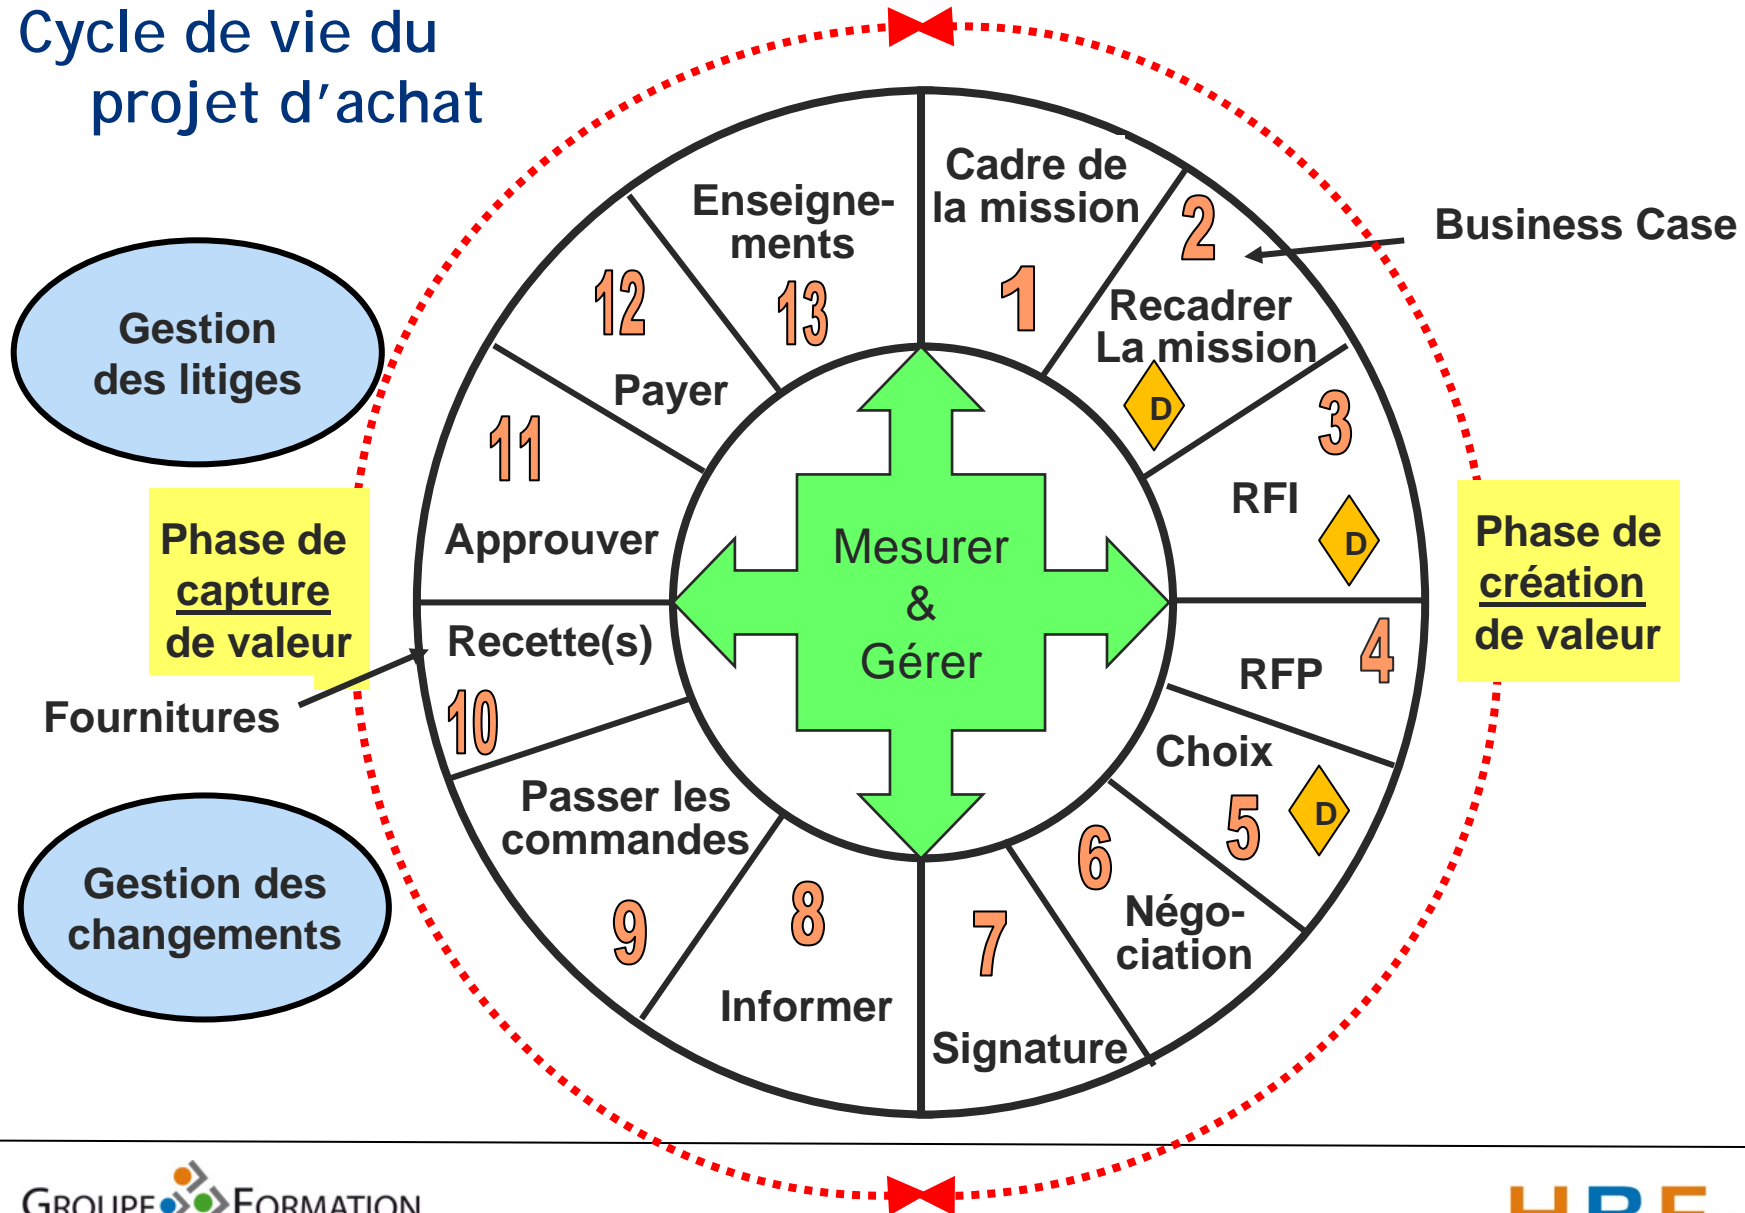 Cycle de vie du
projet d'achat
Cadre de
la mission
1
2
Recadrer
La mission
D
Business Case
3
RFI
D
4
RFP
Choix
5
D
6
Négo-
ciation
7
Signature
8
Informer
Passer les
commandes
9
Recette(s)
10
11
Approuver
12
Payer
Enseigne-
ments
13
Mesurer
&
Gérer
Phase de
création
de valeur
Gestion
des litiges
Phase de
capture
de valeur
Fournitures
Gestion des
changements
GROUPE FORMATION